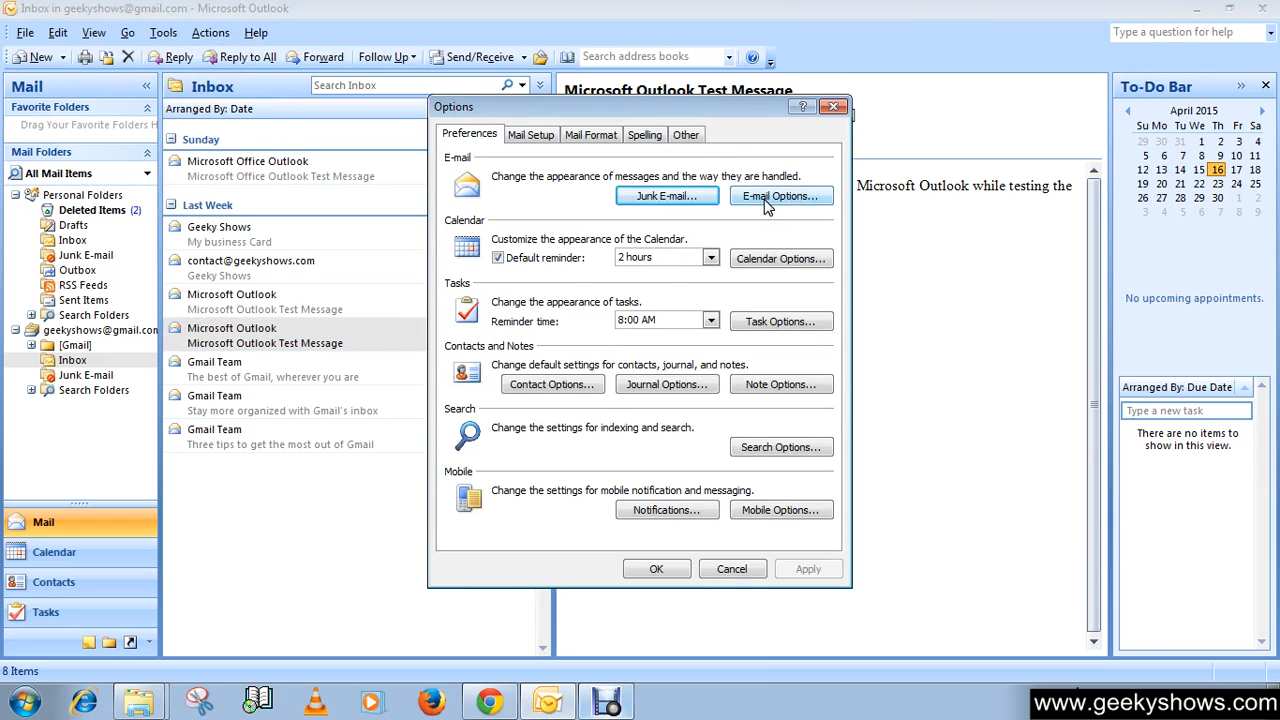 Inbox in geekyshows@gmail.com - Microsoft Outlook
File Edit View Go Tools Actions Help
Type a question for help
New Reply Reply to All Forward Follow Up Send/Receive Search address books
Mail «
Favorite Folders
Drag Your Favorite Folders H
Mail Folders
All Mail Items
Personal Folders
Deleted Items (2)
Drafts
Inbox
Junk E-mail
Outbox
RSS Feeds
Sent Items
Search Folders
geekyshows@gmail.com
[Gmail]
Inbox
Junk E-mail
Search Folders
Mail
Calendar
Contacts
Tasks
Inbox Search Inbox
Arranged By: Date
Sunday
Microsoft Office Outlook
Microsoft Office Outlook Test Message
Last Week
Geeky Shows
My business Card
contact@geekyshows.com
Geeky Shows
Microsoft Outlook
Microsoft Outlook Test Message
Microsoft Outlook
Microsoft Outlook Test Message
Gmail Team
The best of Gmail, wherever you are
Gmail Team
Stay more organized with Gmail's inbox
Gmail Team
Three tips to get the most out of Gmail
Microsoft Outlook Test Message
Microsoft Outlook while testing the
Options
Preferences Mail Setup Mail Format Spelling Other
E-mail
Change the appearance of messages and the way they are handled.
Junk E-mail... E-mail Options...
Calendar
Customize the appearance of the Calendar.
Default reminder: 2 hours Calendar Options...
Tasks
Change the appearance of tasks.
Reminder time: 8:00 AM Task Options...
Contacts and Notes
Change default settings for contacts, journal, and notes.
Contact Options... Journal Options... Note Options...
Search
Change the settings for indexing and search.
Search Options...
Mobile
Change the settings for mobile notification and messaging.
Notifications... Mobile Options...
OK Cancel Apply
To-Do Bar » ×
April 2015
Su Mo Tu We Th Fr Sa
29 30 31 1 2 3 4
5 6 7 8 9 10 11
12 13 14 15 16 17 18
19 20 21 22 23 24 25
26 27 28 29 30 1 2
3 4 5 6 7 8 9
No upcoming appointments.
Arranged By: Due Date
Type a new task
There are no items to
show in this view.
8 Items
www.geekyshows.com